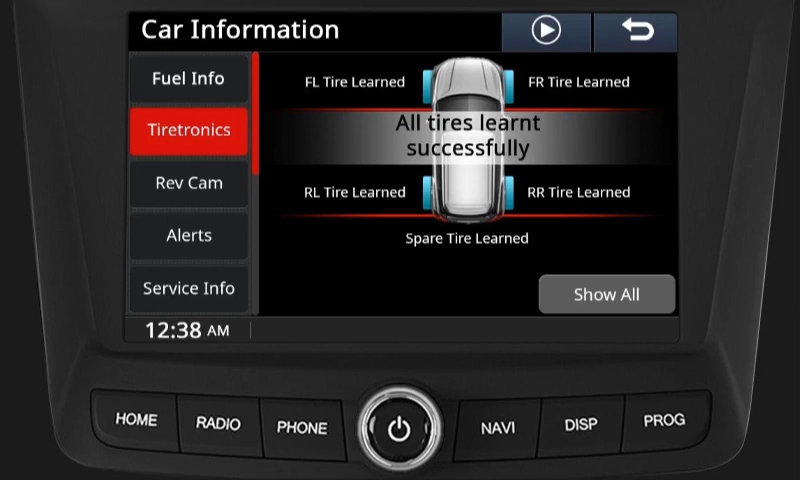 Car Information
Fuel Info
Tiretronics
Rev Cam
Alerts
Service Info
FL Tire Learned
FR Tire Learned
All tires learnt
successfully
RL Tire Learned
RR Tire Learned
Spare Tire Learned
Show All
12:38 AM
HOME
RADIO
PHONE
NAVI
DISP
PROG